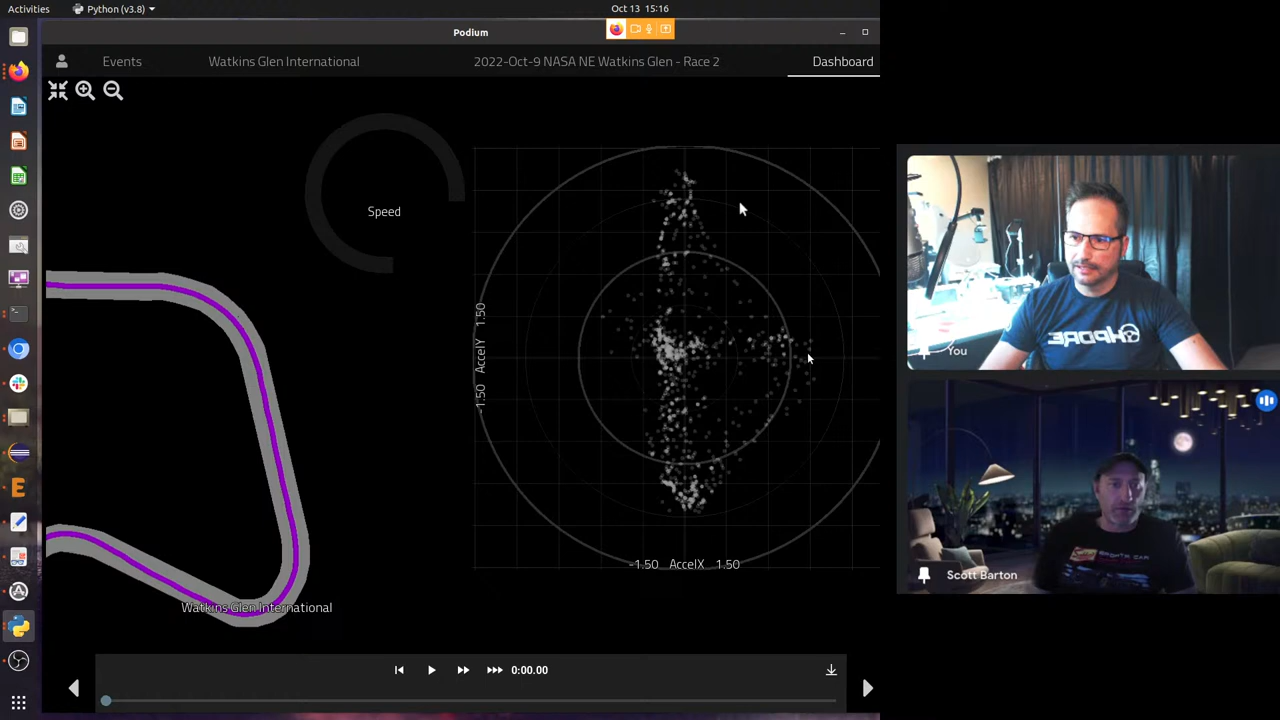 Activities
Python (v3.8)
Oct 13 15:16
Podium
Events
Watkins Glen International
2022-Oct-9 NASA NE Watkins Glen - Race 2
Dashboard
Speed
-1.50 AccelY 1.50
-1.50 AccelX 1.50
Watkins Glen International
0:00.00
You
Scott Barton